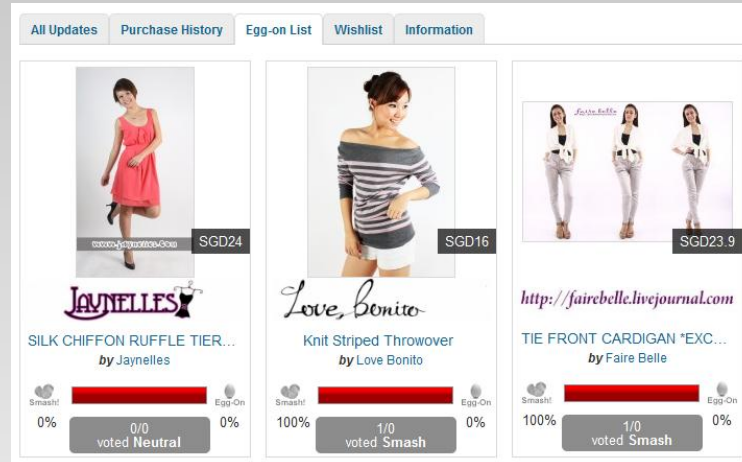 All Updates Purchase History Egg-on List Wishlist Information
www.jaynelles.com
SGD24
JAYNELLES
SILK CHIFFON RUFFLE TIER...
by Jaynelles
Smash! Egg-On
0% 0/0 0%
voted Neutral
SGD16
Love, Bonito
Knit Striped Throwover
by Love Bonito
Smash! Egg-On
100% 1/0 0%
voted Smash
faire belle
SGD23.9
http://fairebelle.livejournal.com
TIE FRONT CARDIGAN *EXC...
by Faire Belle
Smash! Egg-On
100% 1/0 0%
voted Smash